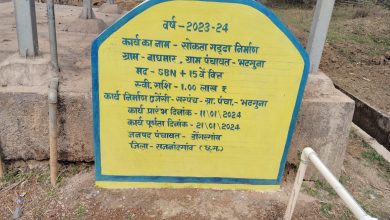 वर्ष-2023-24
कार्य का नाम - सोकता गड्ढा निर्माण
ग्राम-बाघमार, ग्राम पंचायत-भटगुना
मद- SBN + 15 वें वित्त
स्वी. राशि - 1.00 लाख ₹
कार्य निर्माण एजेंसी- सरपंच-ग्रा.पंचा.-भटगुना
कार्य प्रारंभ दिनांक - 11/01/2024
कार्य पूर्णता दिनांक - 21/01/2024
जनपद पंचायत - डोंगरगांव
जिला- राजनांदगांव (छ.ग.)